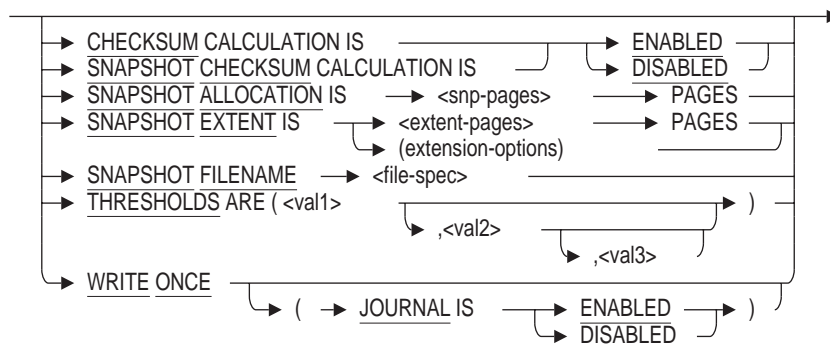 CHECKSUM CALCULATION IS ENABLED
SNAPSHOT CHECKSUM CALCULATION IS DISABLED
SNAPSHOT ALLOCATION IS <snp-pages> PAGES
SNAPSHOT EXTENT IS <extent-pages> PAGES
(extension-options)
SNAPSHOT FILENAME <file-spec>
THRESHOLDS ARE ( <val1> )
,<val2>
,<val3>
WRITE ONCE
( JOURNAL IS ENABLED )
DISABLED